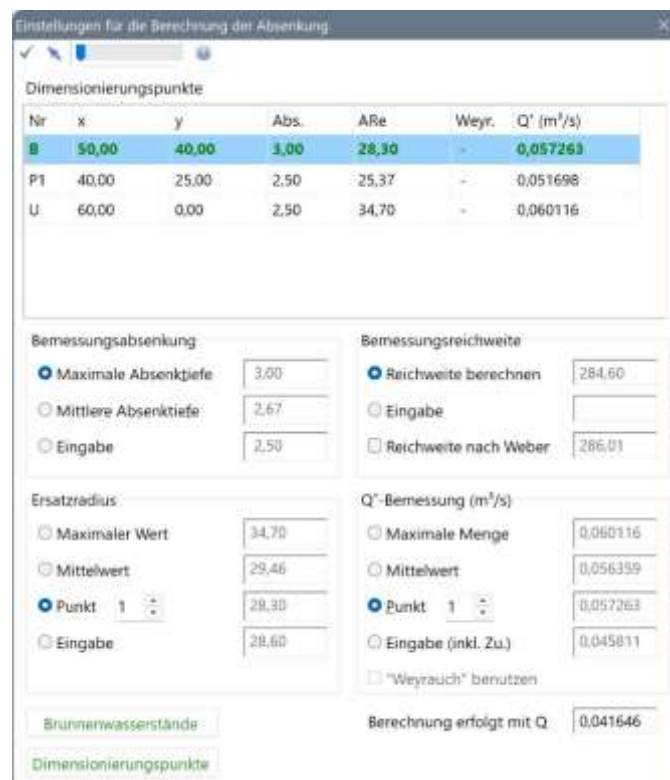 Einstellungen für die Berechnung der Absenkung
Dimensionierungspunkte
Nr x y Abs. ARe Weyr. Q' (m³/s)
B 50,00 40,00 3,00 28,30 - 0,057263
P1 40,00 25,00 2,50 25,37 - 0,051698
U 60,00 0,00 2,50 34,70 - 0,060116
Bemessungsabsenkung
Maximale Absenktiefe 3,00
Mittlere Absenktiefe 2,67
Eingabe 2,50
Bemessungsreichweite
Reichweite berechnen 284,60
Eingabe
Reichweite nach Weber 286,01
Ersatzradius
Maximaler Wert 34,70
Mittelwert 29,46
Punkt 1 28,30
Eingabe 28,60
Q'-Bemessung (m³/s)
Maximale Menge 0,060116
Mittelwert 0,056359
Punkt 1 0,057263
Eingabe (inkl. Zu.) 0,045811
"Weyrauch" benutzen
Brunnenwasserstände
Berechnung erfolgt mit Q 0,041646
Dimensionierungspunkte